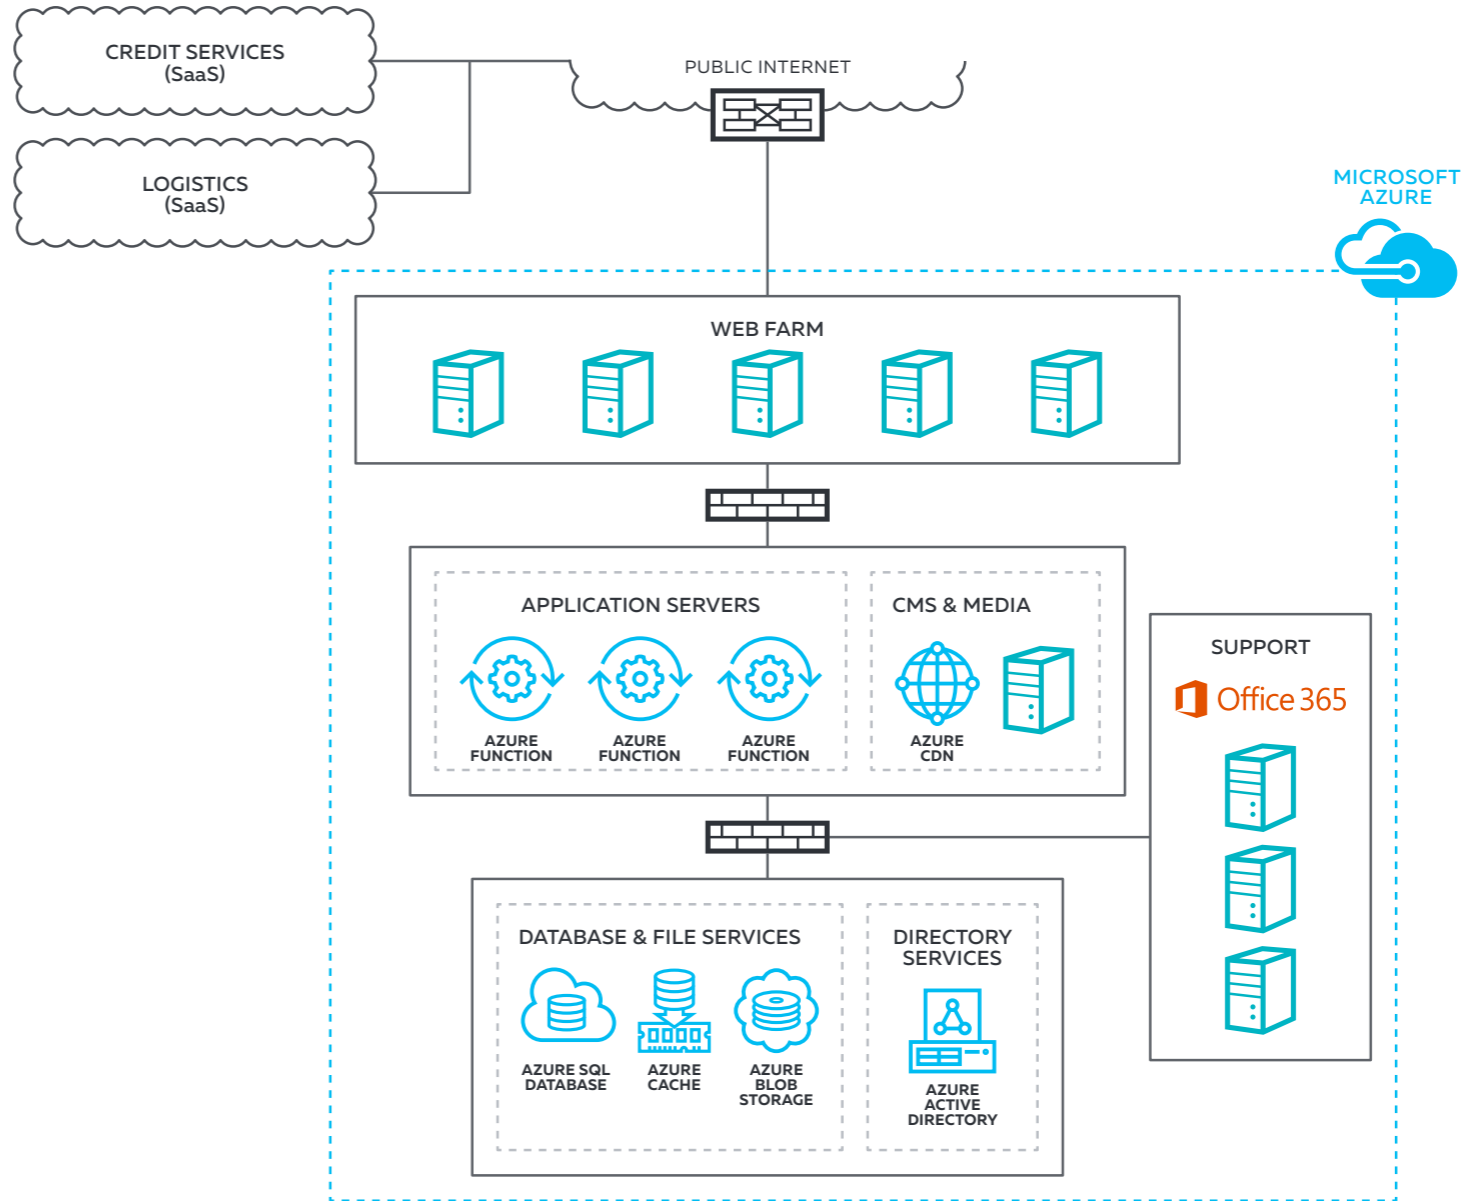 CREDIT SERVICES
(SaaS)
PUBLIC INTERNET
LOGISTICS
(SaaS)
MICROSOFT
AZURE
WEB FARM
APPLICATION SERVERS
AZURE
FUNCTION
AZURE
FUNCTION
AZURE
FUNCTION
CMS & MEDIA
AZURE
CDN
SUPPORT
Office 365
DATABASE & FILE SERVICES
AZURE SQL
DATABASE
AZURE
CACHE
AZURE
BLOB
STORAGE
DIRECTORY
SERVICES
AZURE
ACTIVE
DIRECTORY